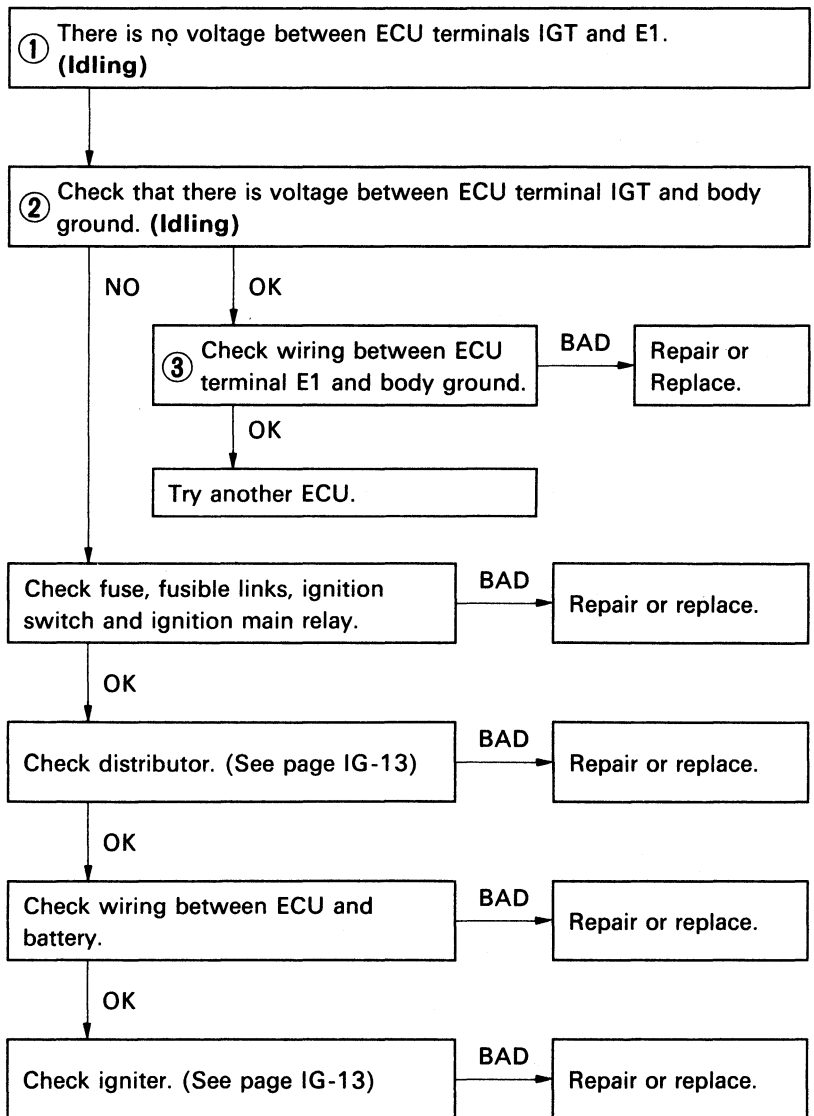 ① There is no voltage between ECU terminals IGT and E1.
(Idling)
② Check that there is voltage between ECU terminal IGT and body
ground. (Idling)
NO
OK
③ Check wiring between ECU
terminal E1 and body ground.
BAD
Repair or
Replace.
OK
Try another ECU.
Check fuse, fusible links, ignition
switch and ignition main relay.
BAD
Repair or replace.
OK
Check distributor. (See page IG-13)
BAD
Repair or replace.
OK
Check wiring between ECU and
battery.
BAD
Repair or replace.
OK
Check igniter. (See page IG-13)
BAD
Repair or replace.